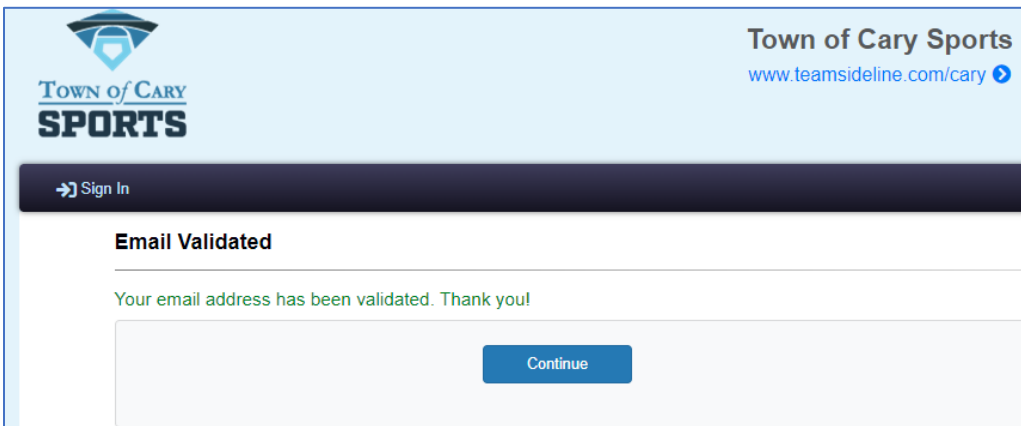 TOWN of CARY
SPORTS
Town of Cary Sports
www.teamsideline.com/cary
Sign In
Email Validated
Your email address has been validated. Thank you!
Continue